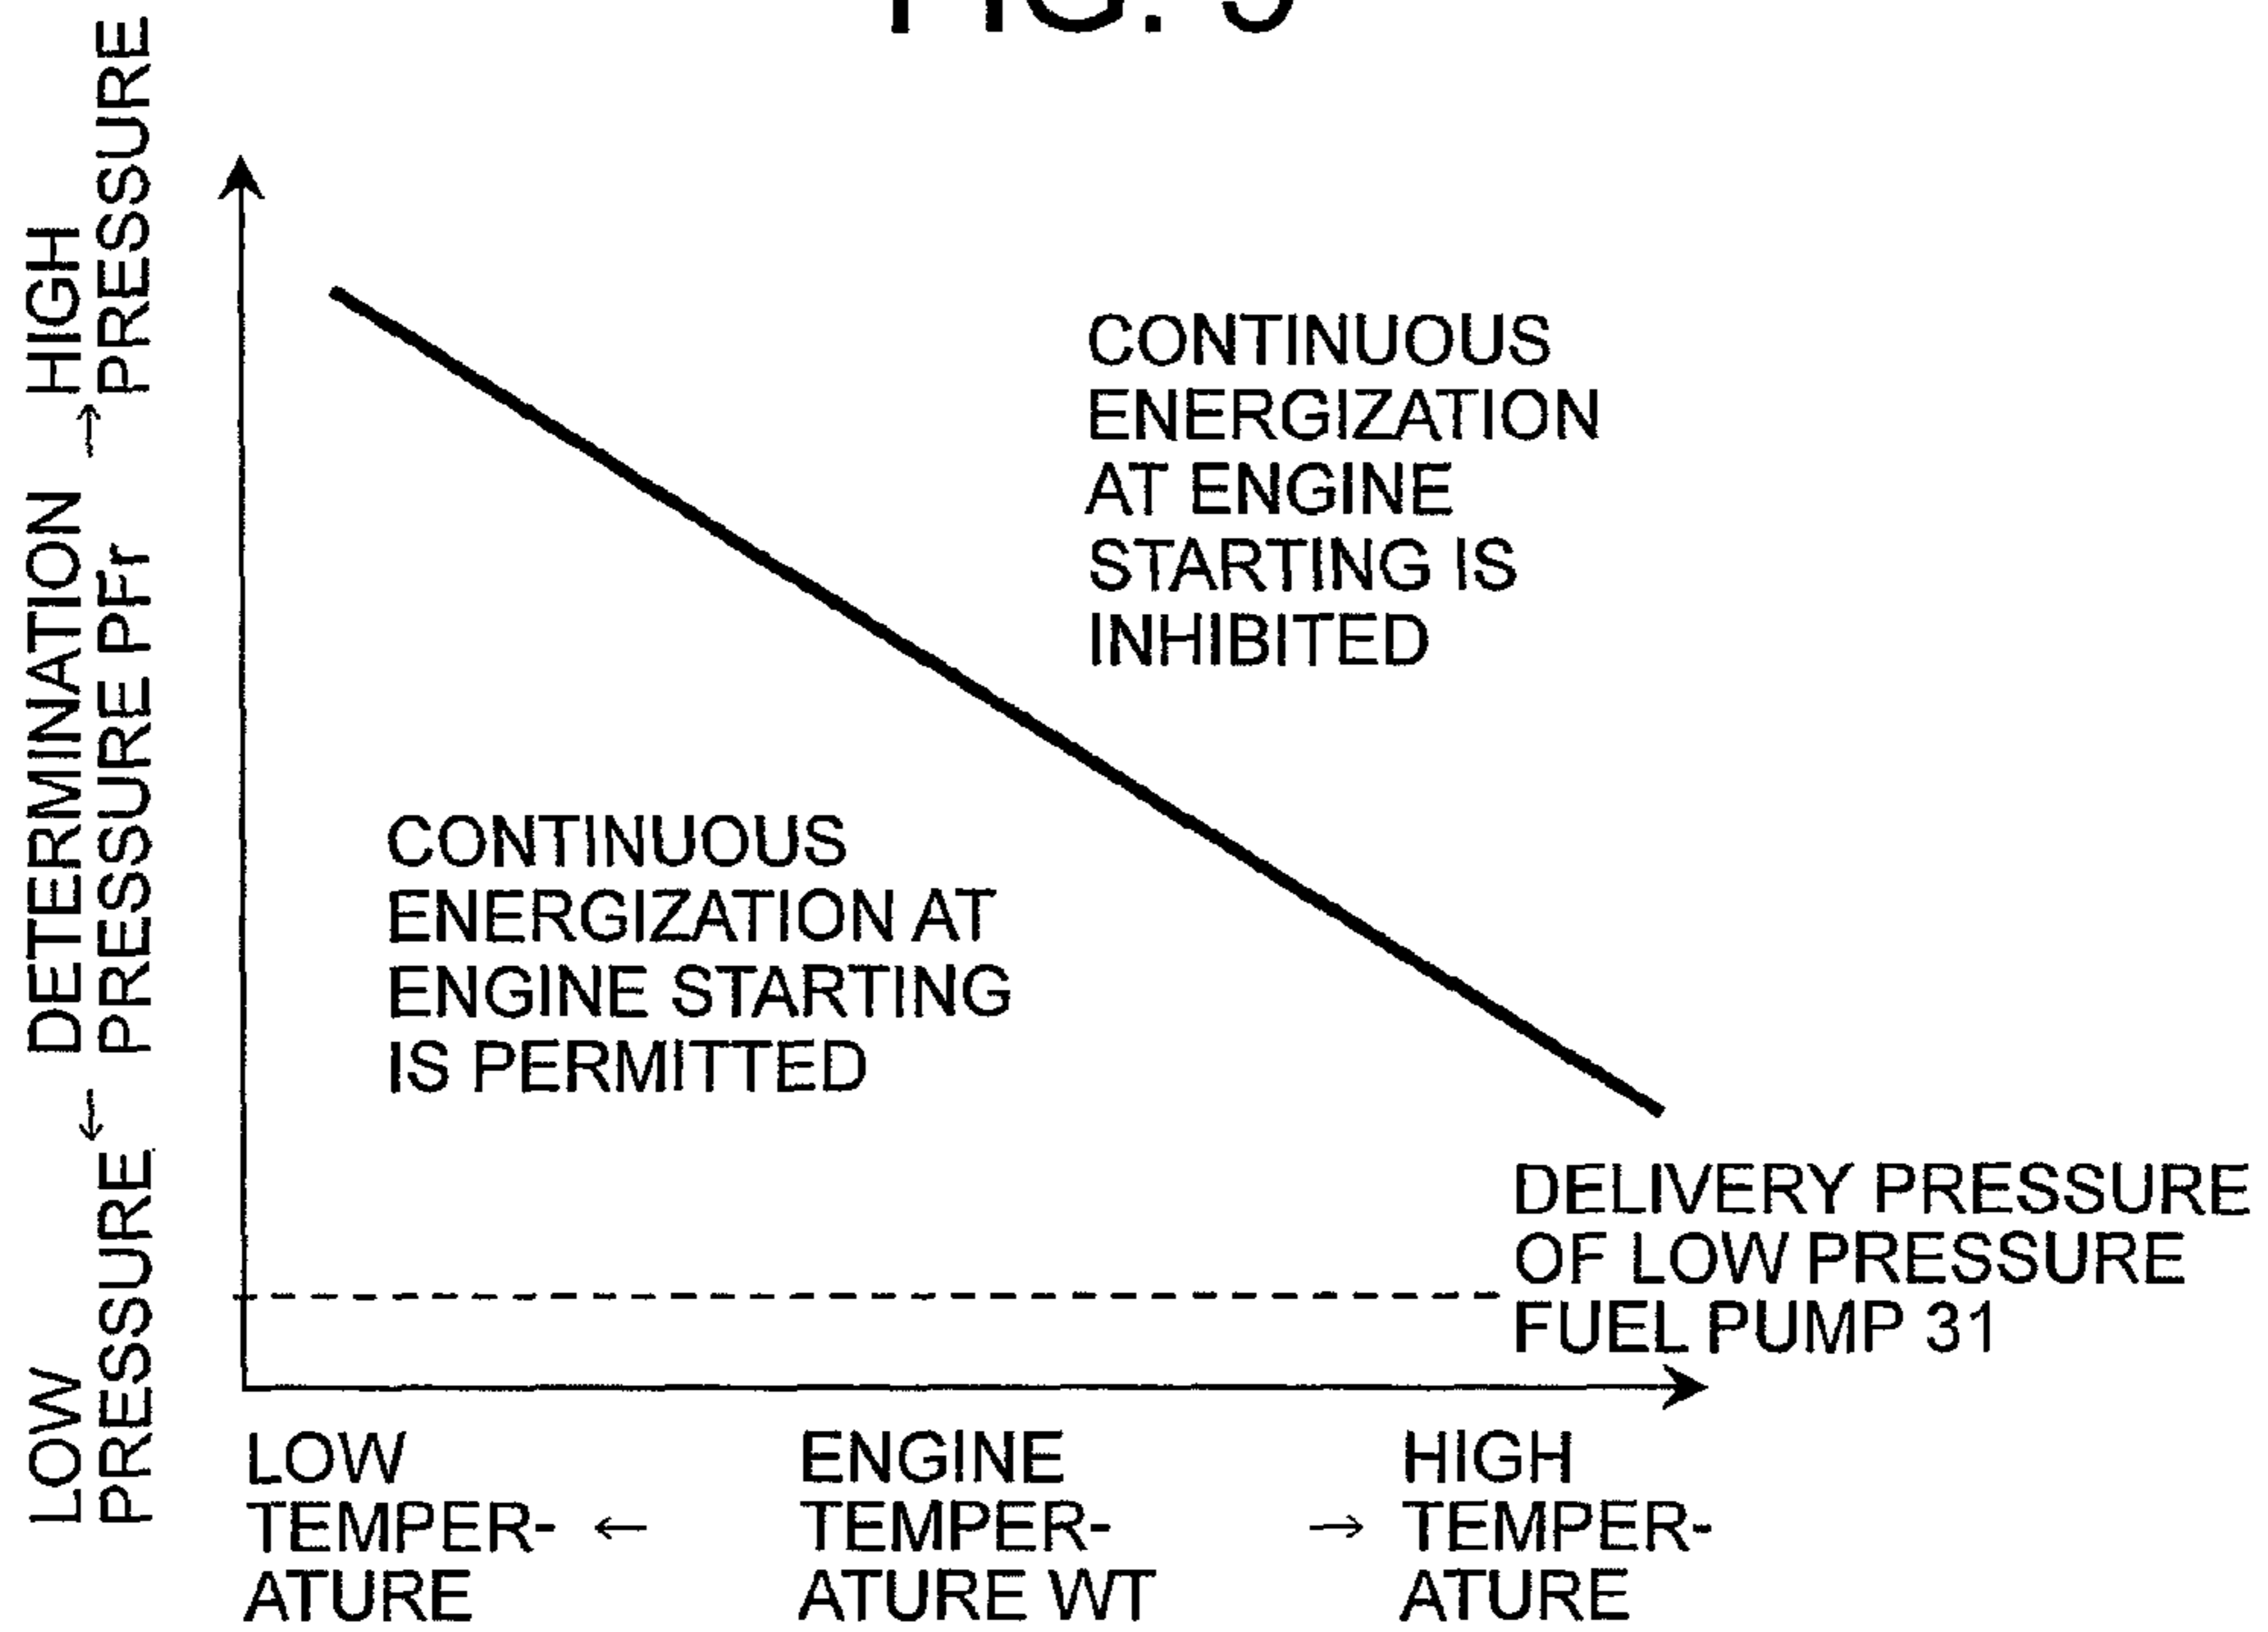 FIG.
HIGH
PRESSURE
→
DETERMINATION
PRESSURE PFr
←
LOW
PRESSURE
CONTINUOUS
ENERGIZATION
AT ENGINE
STARTING IS
INHIBITED
CONTINUOUS
ENERGIZATION AT
ENGINE STARTING
IS PERMITTED
DELIVERY PRESSURE
OF LOW PRESSURE
FUEL PUMP 31
LOW
TEMPER-
ATURE
←
ENGINE
TEMPER-
ATURE WT
→
HIGH
TEMPER-
ATURE